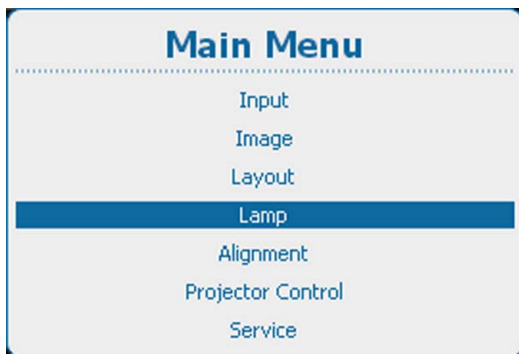 Main Menu
Input
Image
Layout
Lamp
Alignment
Projector Control
Service